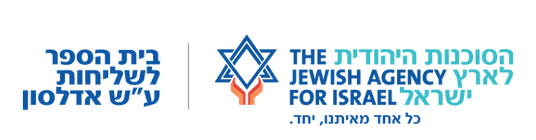 הסוכנות היהודית
לארץ
ישראל
THE
JEWISH AGENCY
FOR ISRAEL
כל אחד מאיתנו, יחד.
בית הספר
לשליחות
ע״ש אדלסון